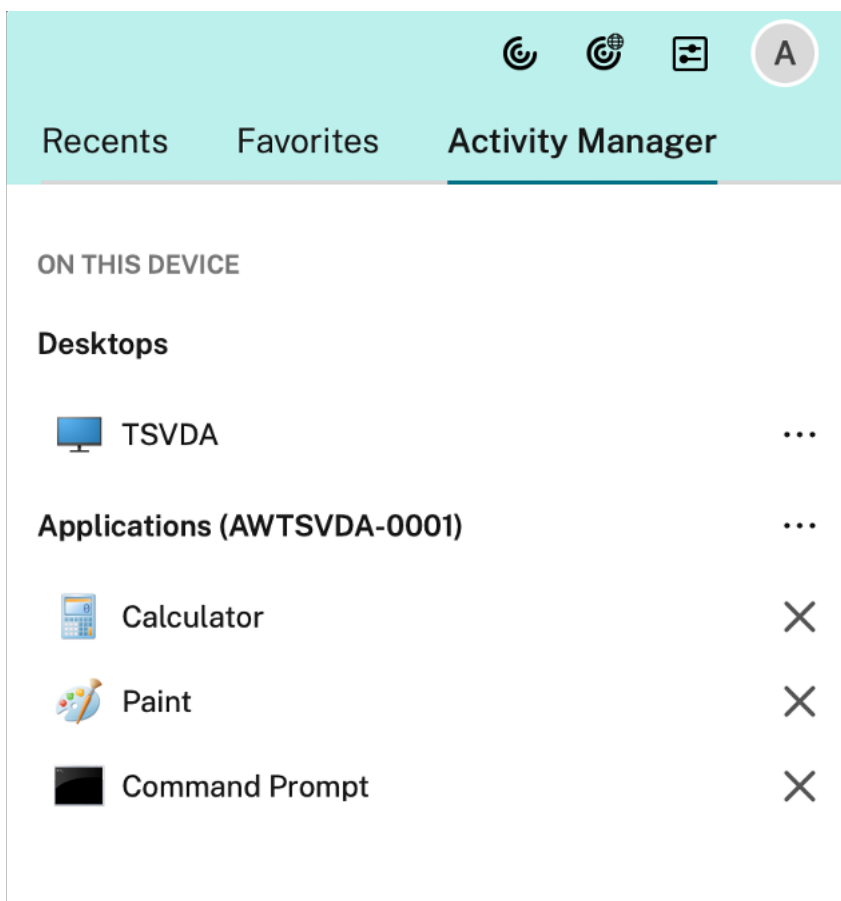 A
Recents Favorites Activity Manager
ON THIS DEVICE
Desktops
TSVDA ...
Applications (AWTSVDA-0001) ...
Calculator
Paint
Command Prompt